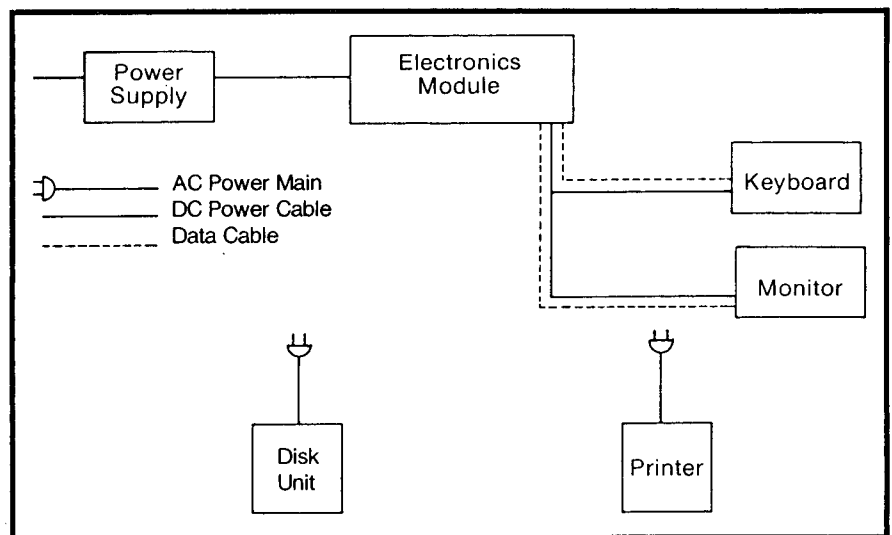 Power
Supply
Electronics
Module
AC Power Main
DC Power Cable
Data Cable
Keyboard
Monitor
Disk
Unit
Printer